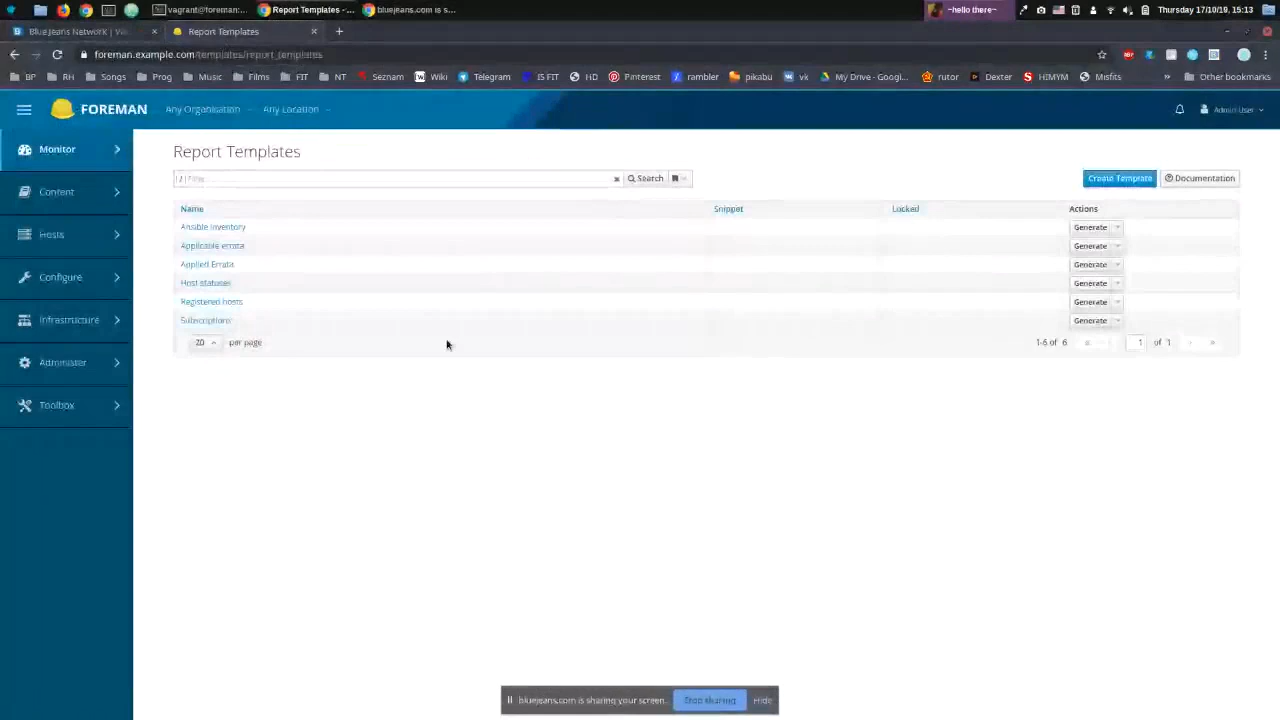 vagrant@foreman:...
Report Templates - ...
bluejeans.com is s...
~hello there~
Thursday 17/10/19, 15:13
BlueJeans Network |
Report Templates
foreman.example.com/templates/report_templates
BP
RH
Songs
Prog
Music
Films
FIT
NT
Seznam
Wiki
Telegram
IS FIT
HD
Pinterest
rambler
pikabu
vk
My Drive - Googl...
rutor
Dexter
HIMYM
Misfits
»
Other bookmarks
FOREMAN
Any Organisation
Any Location
Admin User
Monitor
Content
Hosts
Configure
Infrastructure
Administer
Toolbox
Report Templates
Search
Create Template
Documentation
Name
Snippet
Locked
Actions
Ansible Inventory
Generate
Applicable errata
Generate
Applied Errata
Generate
Host statuses
Generate
Registered hosts
Generate
Subscriptions
Generate
20 per page
1-6 of 6
1 of 1
bluejeans.com is sharing your screen.
Stop sharing
Hide